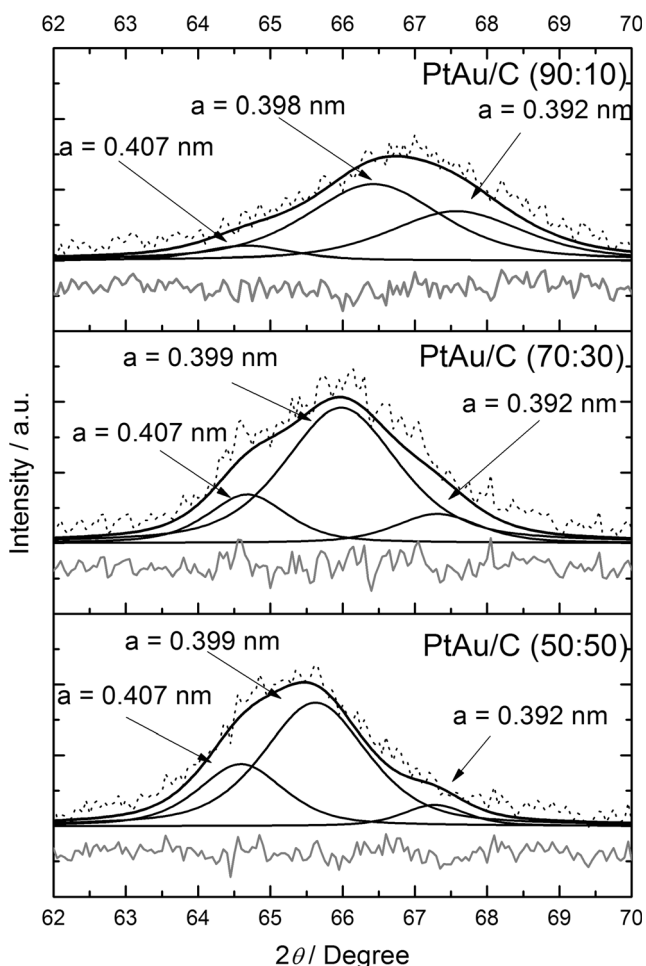 62 63 64 65 66 67 68 69 70
PtAu/C (90:10)
a = 0.398 nm
a = 0.392 nm
a = 0.407 nm
PtAu/C (70:30)
a = 0.399 nm
a = 0.392 nm
a = 0.407 nm
Intensity / a.u.
PtAu/C (50:50)
a = 0.399 nm
a = 0.407 nm
a = 0.392 nm
62 63 64 65 66 67 68 69 70
2θ / Degree